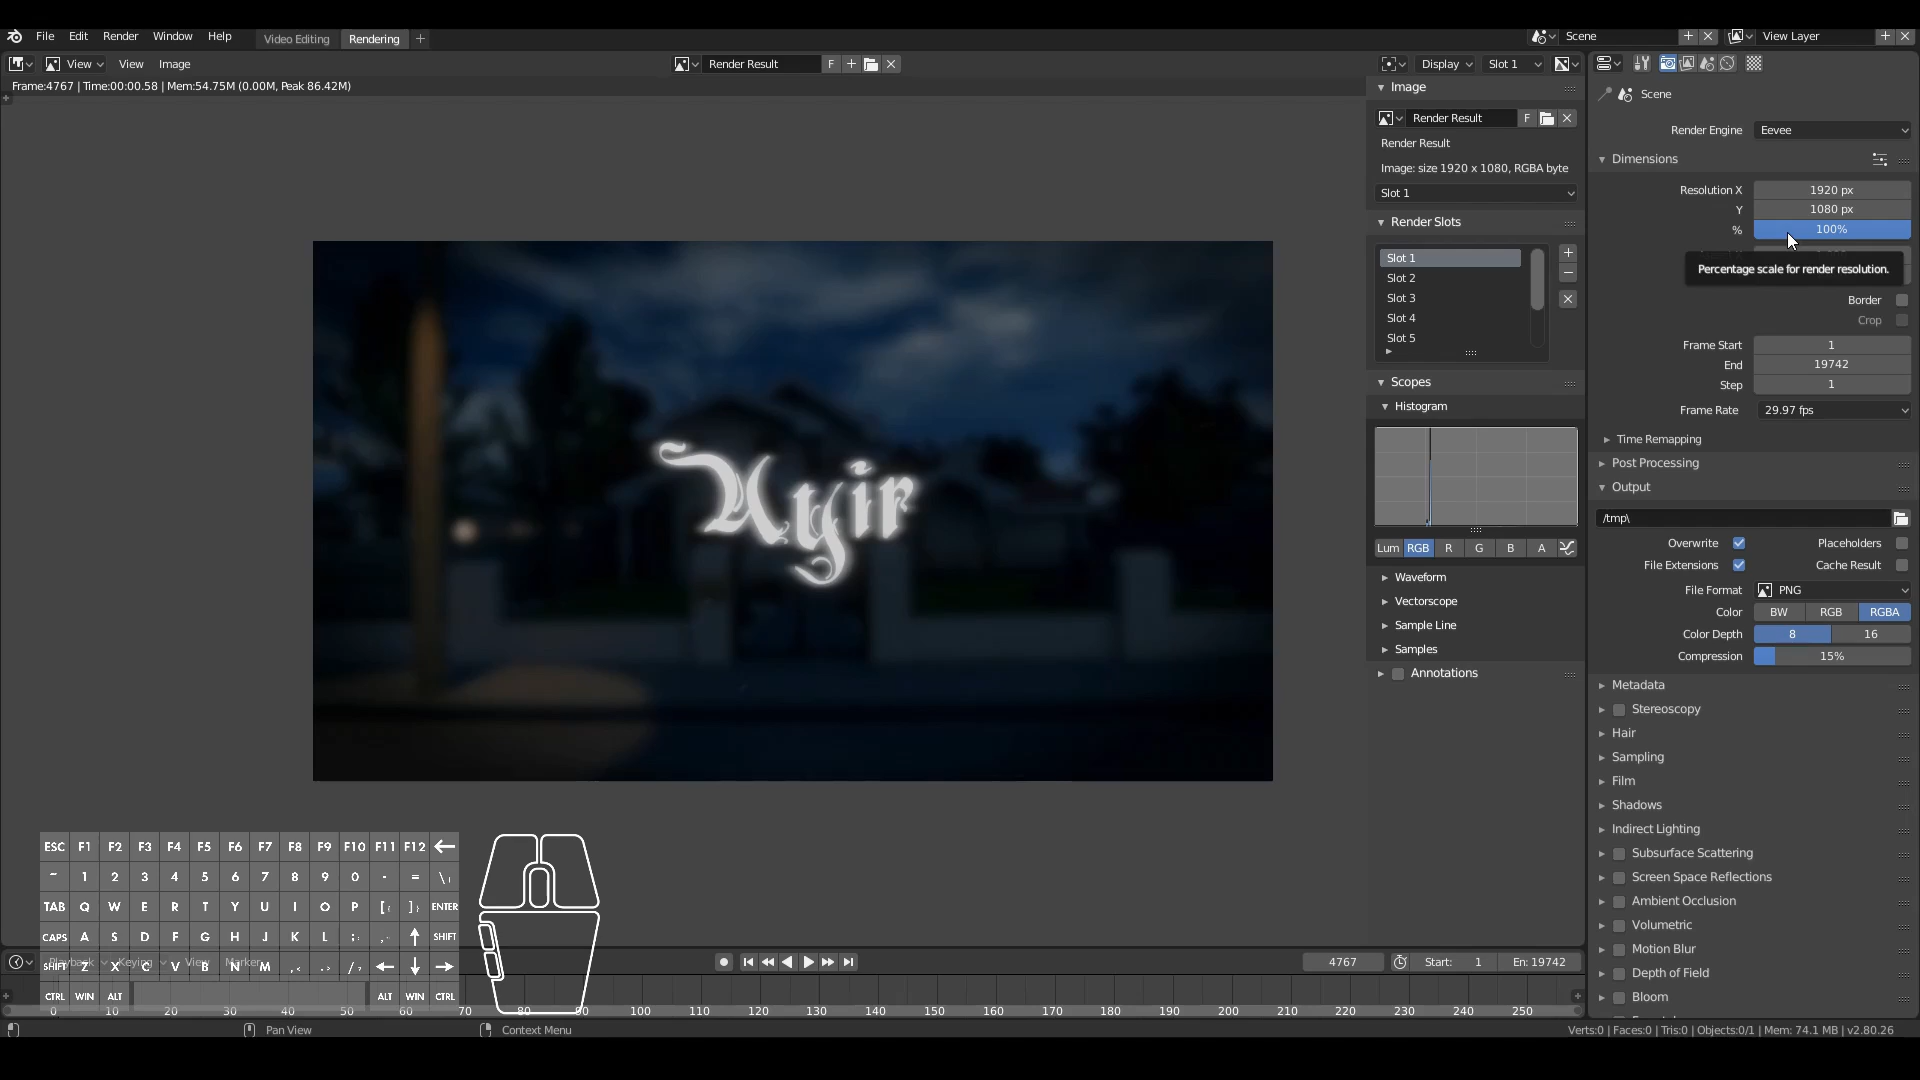 File Edit Render Window Help Video Editing Rendering + Scene View Layer
View View Image Render Result F Display Slot 1
Frame:4767 | Time:00:00.58 | Mem:54.75M (0.00M, Peak 86.42M)
Image
Render Result F
Render Result
Image: size 1920 x 1080, RGBA byte
Slot 1
Render Slots
Slot 1
Slot 2
Slot 3
Slot 4
Slot 5
Scopes
Histogram
Lum RGB R G B A
Waveform
Vectorscope
Sample Line
Samples
Annotations
Scene
Render Engine Eevee
Dimensions
Resolution X 1920 px
Y 1080 px
% 100%
Percentage scale for render resolution.
Border
Crop
Frame Start 1
End 19742
Step 1
Frame Rate 29.97 fps
Time Remapping
Post Processing
Output
/tmp\
Overwrite Placeholders
File Extensions Cache Result
File Format PNG
Color BW RGB RGBA
Color Depth 8 16
Compression 15%
Metadata
Stereoscopy
Hair
Sampling
Film
Shadows
Indirect Lighting
Subsurface Scattering
Screen Space Reflections
Ambient Occlusion
Volumetric
Motion Blur
Depth of Field
Bloom
ESC F1 F2 F3 F4 F5 F6 F7 F8 F9 F10 F11 F12 ←
~ 1 2 3 4 5 6 7 8 9 0 - = \|
TAB Q W E R T Y U I O P [{ ]} ENTER
CAPS A S D F G H J K L ;: ↑ SHIFT
SHIFT Z X C V B N M ,< .> /? ← ↓ →
CTRL WIN ALT ALT WIN CTRL
Playback Keying View Marker 4767 Start: 1 En: 19742
0 10 20 30 40 50 60 70 80 90 100 110 120 130 140 150 160 170 180 190 200 210 220 230 240 250
Pan View Context Menu Verts:0 | Faces:0 | Tris:0 | Objects:0/1 | Mem: 74.1 MB | v2.80.26